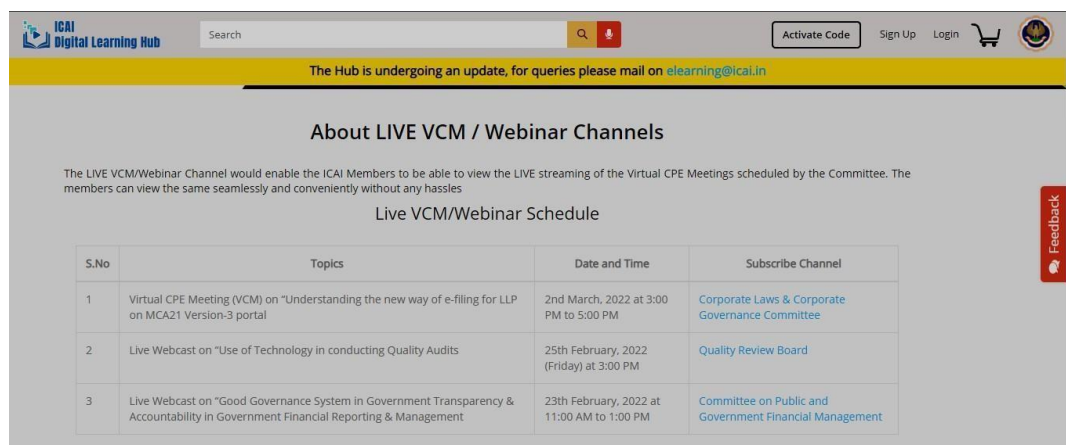 ICAI
Digital Learning Hub
Search
Activate Code
Sign Up
Login
The Hub is undergoing an update, for queries please mail on elearning@icai.in
About LIVE VCM / Webinar Channels
The LIVE VCM/Webinar Channel would enable the ICAI Members to be able to view the LIVE streaming of the Virtual CPE Meetings scheduled by the Committee. The
members can view the same seamlessly and conveniently without any hassles
Live VCM/Webinar Schedule
Feedback
S.No Topics Date and Time Subscribe Channel
1 Virtual CPE Meeting (VCM) on “Understanding the new way of e-filing for LLP 2nd March, 2022 at 3:00 Corporate Laws & Corporate
on MCA21 Version-3 portal PM to 5:00 PM Governance Committee
2 Live Webcast on “Use of Technology in conducting Quality Audits 25th February, 2022 Quality Review Board
(Friday) at 3:00 PM
3 Live Webcast on “Good Governance System in Government Transparency & 23th February, 2022 at Committee on Public and
Accountability in Government Financial Reporting & Management 11:00 AM to 1:00 PM Government Financial Management